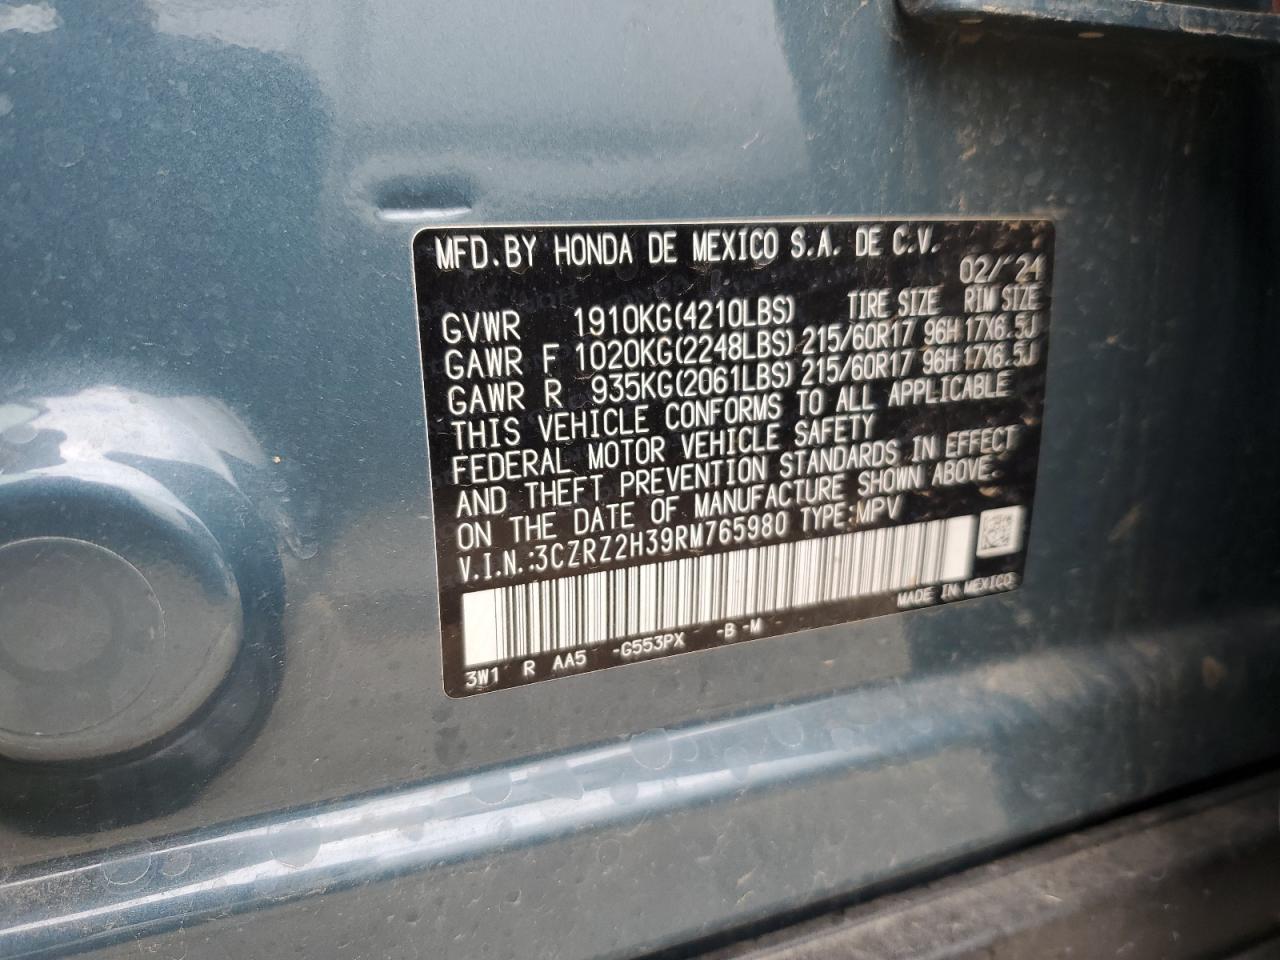 MFD.BY HONDA DE MEXICO S.A. DE C.V.
02/'24
TIRE SIZE RIM SIZE
GVWR 1910KG(4210LBS)
GAWR F 1020KG(2248LBS) 215/60R17 96H 17X6.5J
GAWR R 935KG(2061LBS) 215/60R17 96H 17X6.5J
THIS VEHICLE CONFORMS TO ALL APPLICABLE
FEDERAL MOTOR VEHICLE SAFETY
AND THEFT PREVENTION STANDARDS IN EFFECT
ON THE DATE OF MANUFACTURE SHOWN ABOVE.
V.I.N.:3CZRZ2H39RM765980 TYPE:MPV
MADE IN MEXICO
3W1 R AA5 -G553PX -B -M